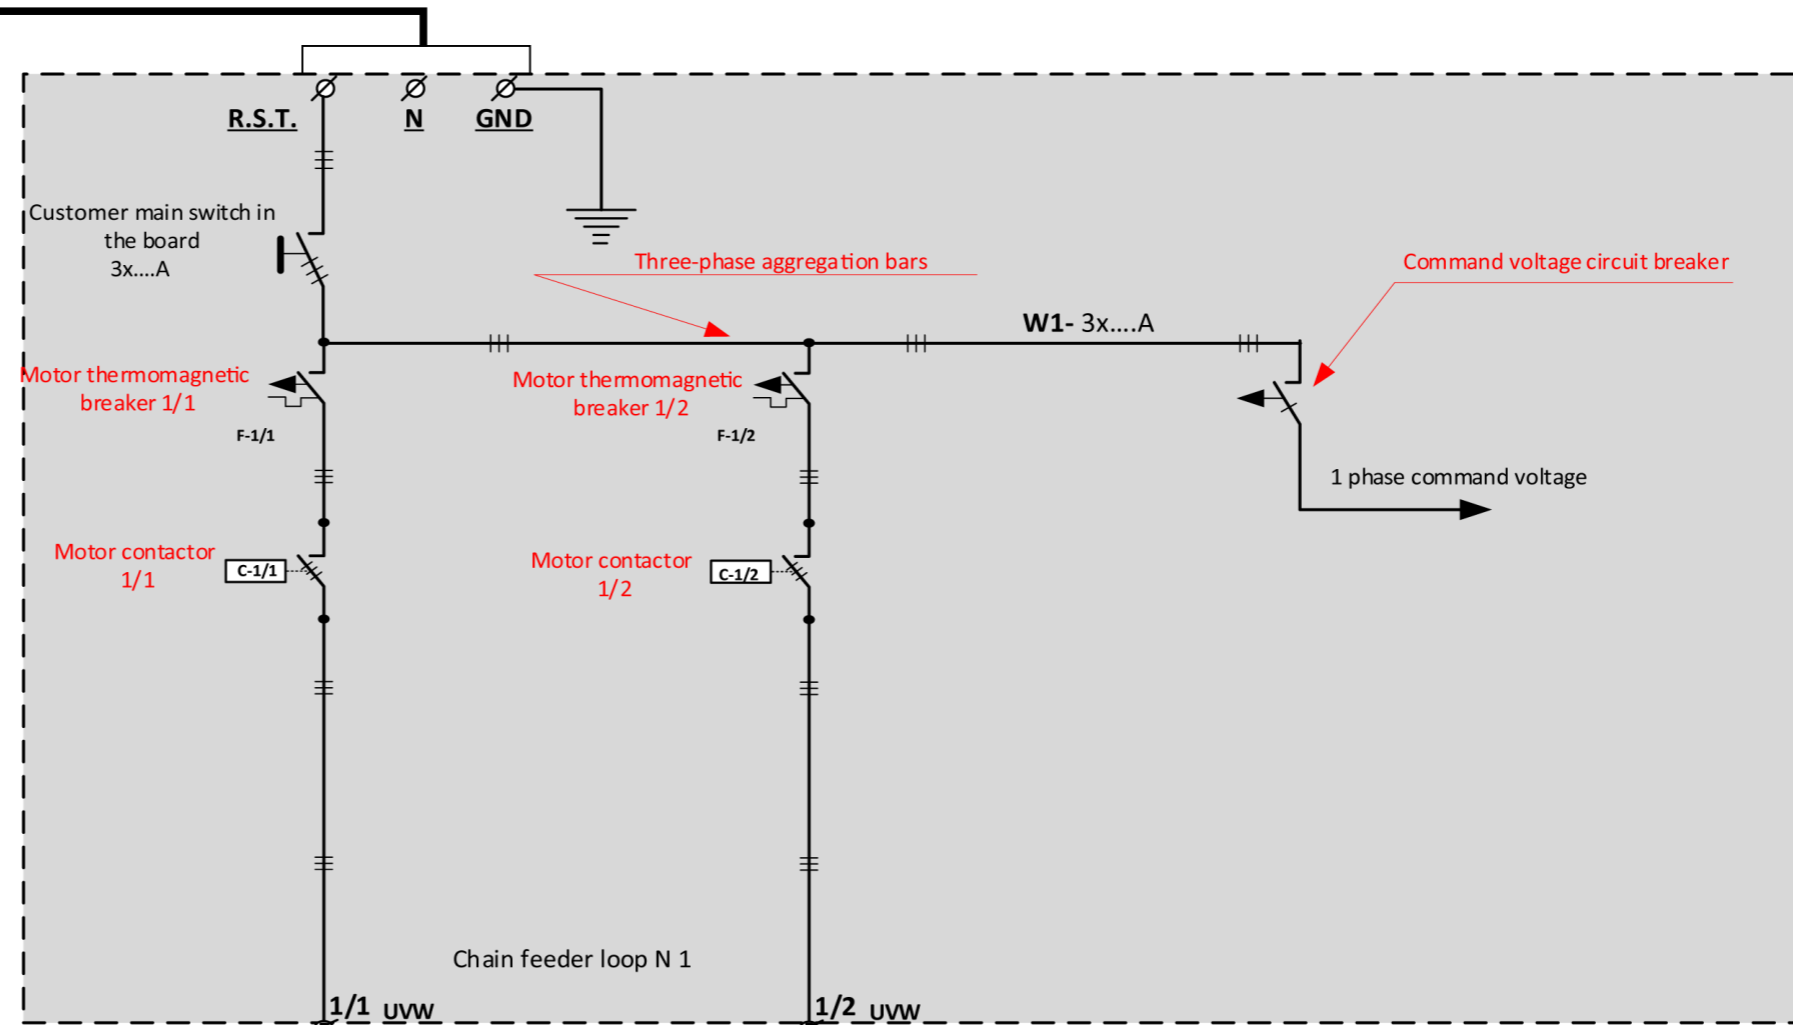 R.S.T.
N
GND
Customer main switch in
the board
3x....A
Three-phase aggregation bars
Command voltage circuit breaker
W1- 3x....A
Motor thermomagnetic
breaker 1/1
F-1/1
Motor thermomagnetic
breaker 1/2
F-1/2
1 phase command voltage
Motor contactor
1/1
C-1/1
Motor contactor
1/2
C-1/2
Chain feeder loop N 1
1/1 UVW
1/2 UVW